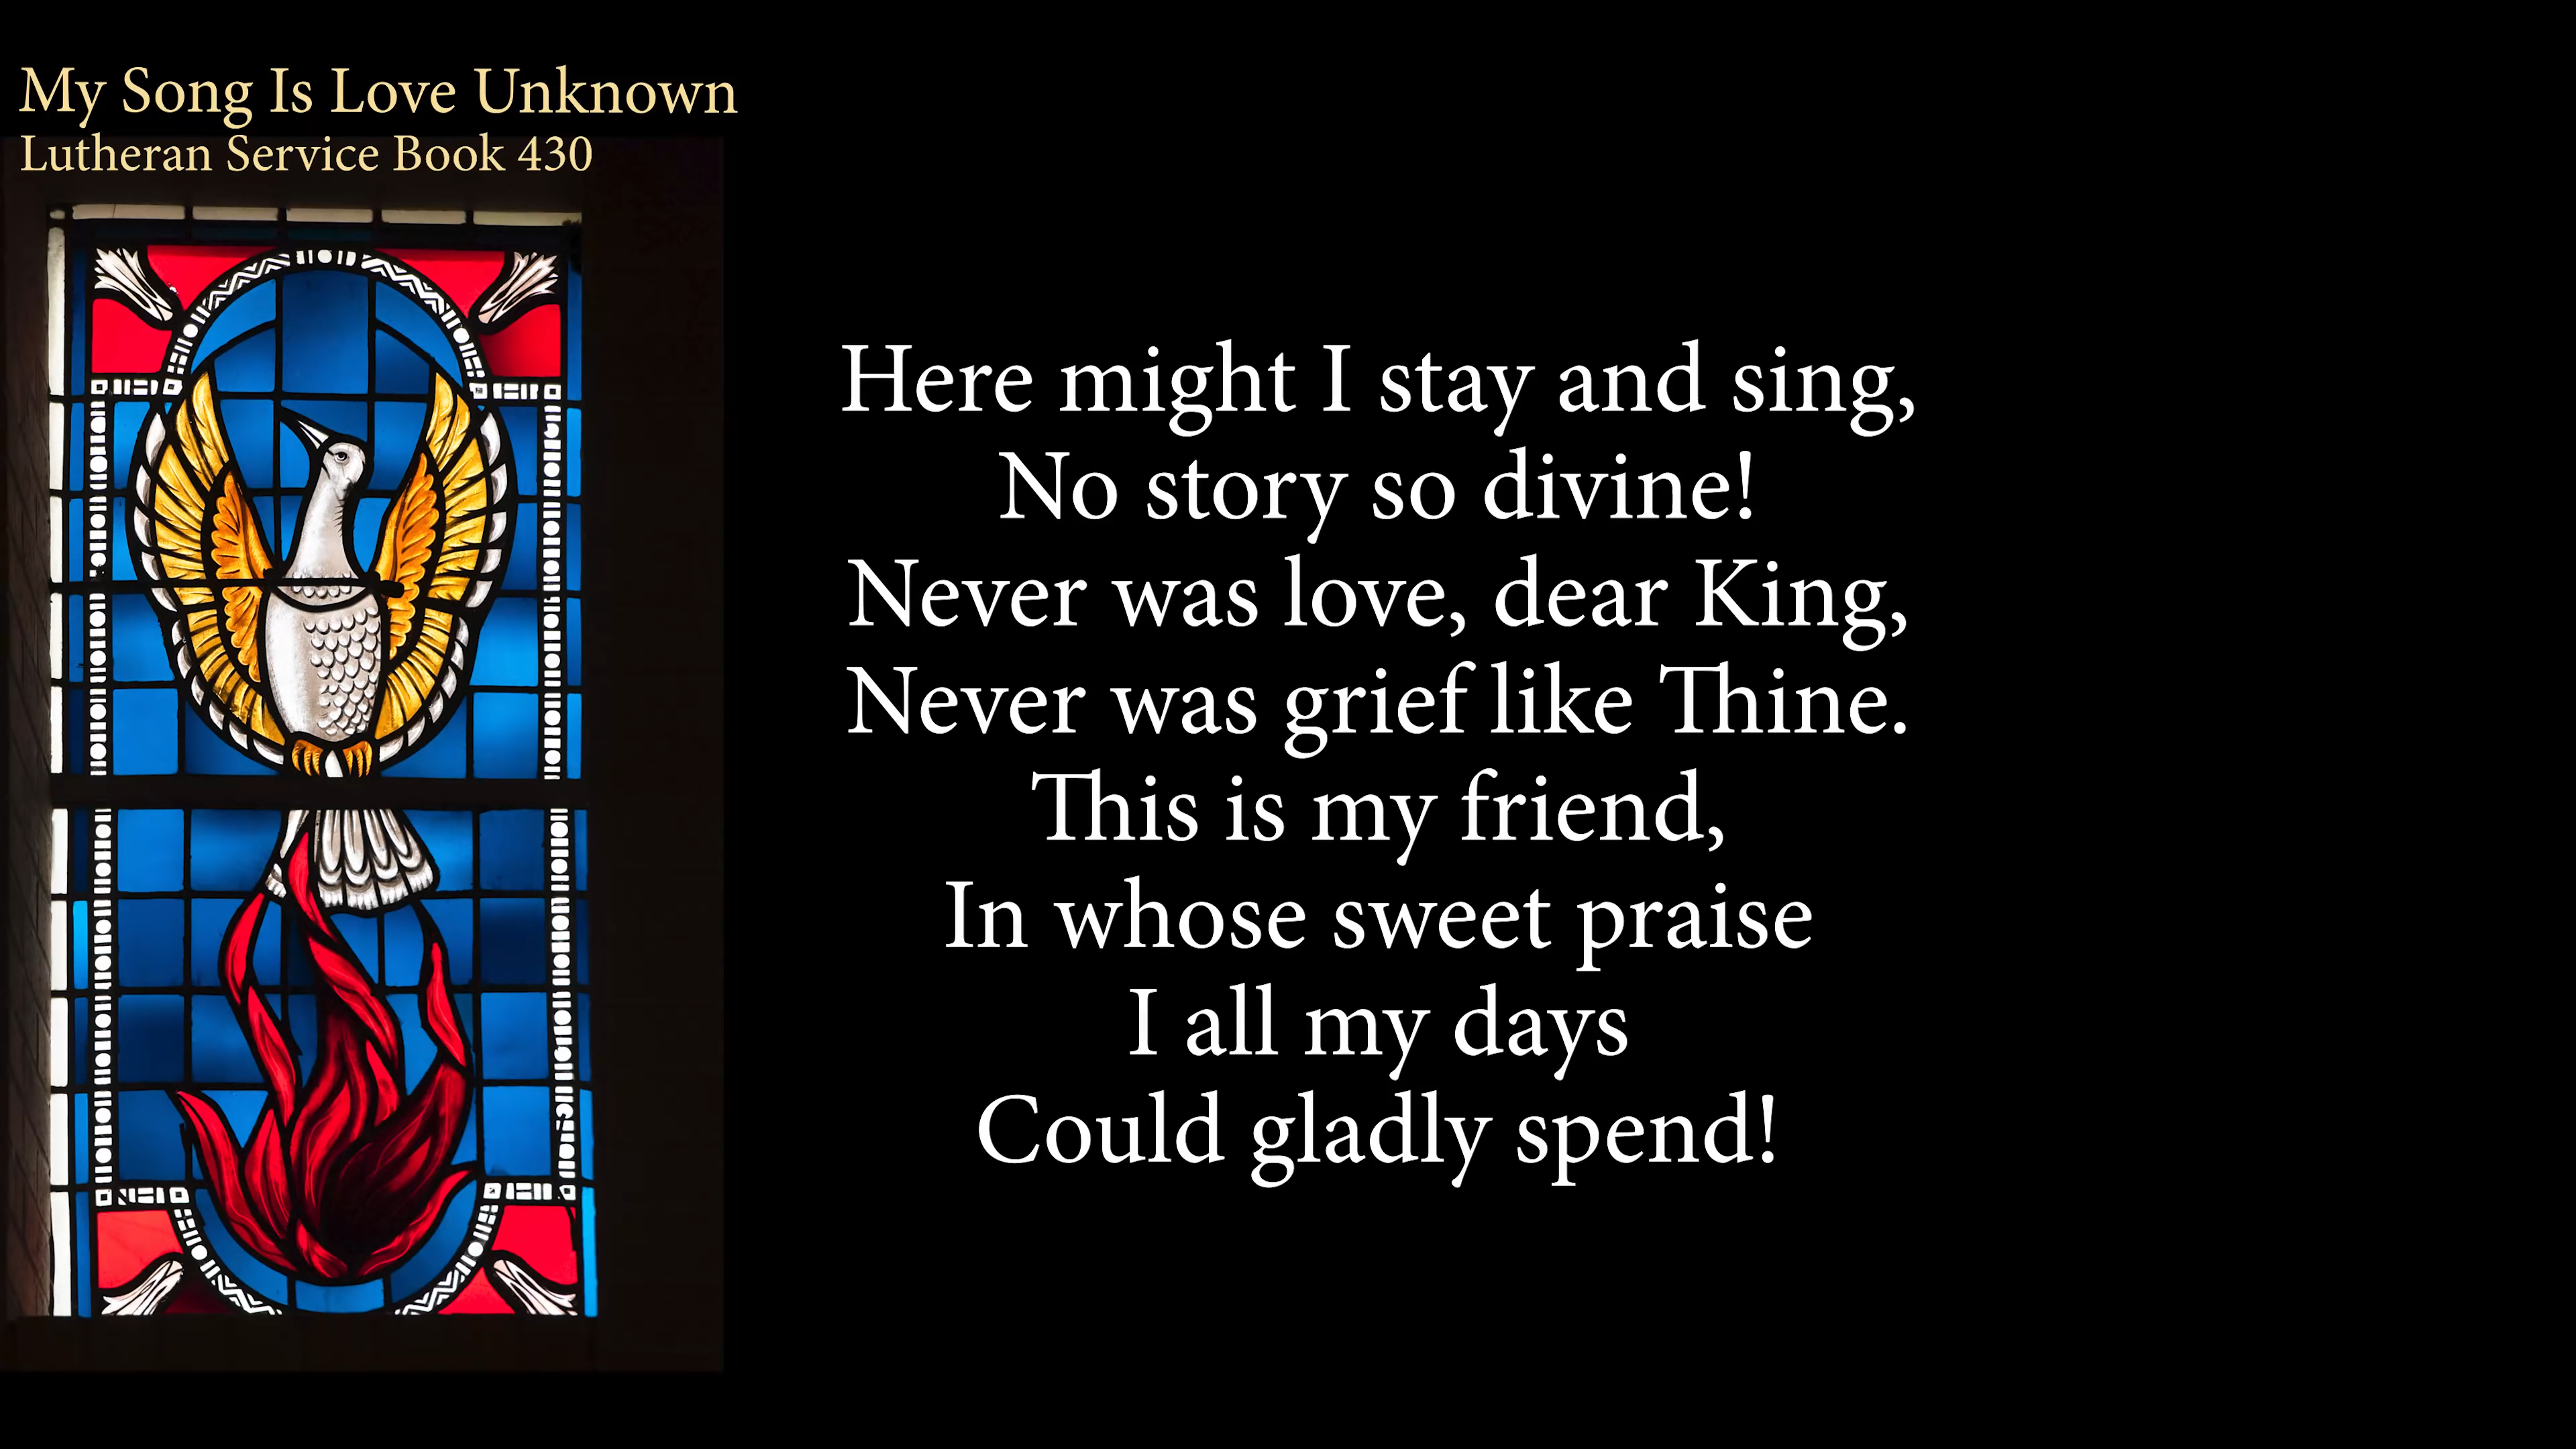 My Song Is Love Unknown
Lutheran Service Book 430
Here might I stay and sing,
No story so divine!
Never was love, dear King,
Never was grief like Thine.
This is my friend,
In whose sweet praise
I all my days
Could gladly spend!